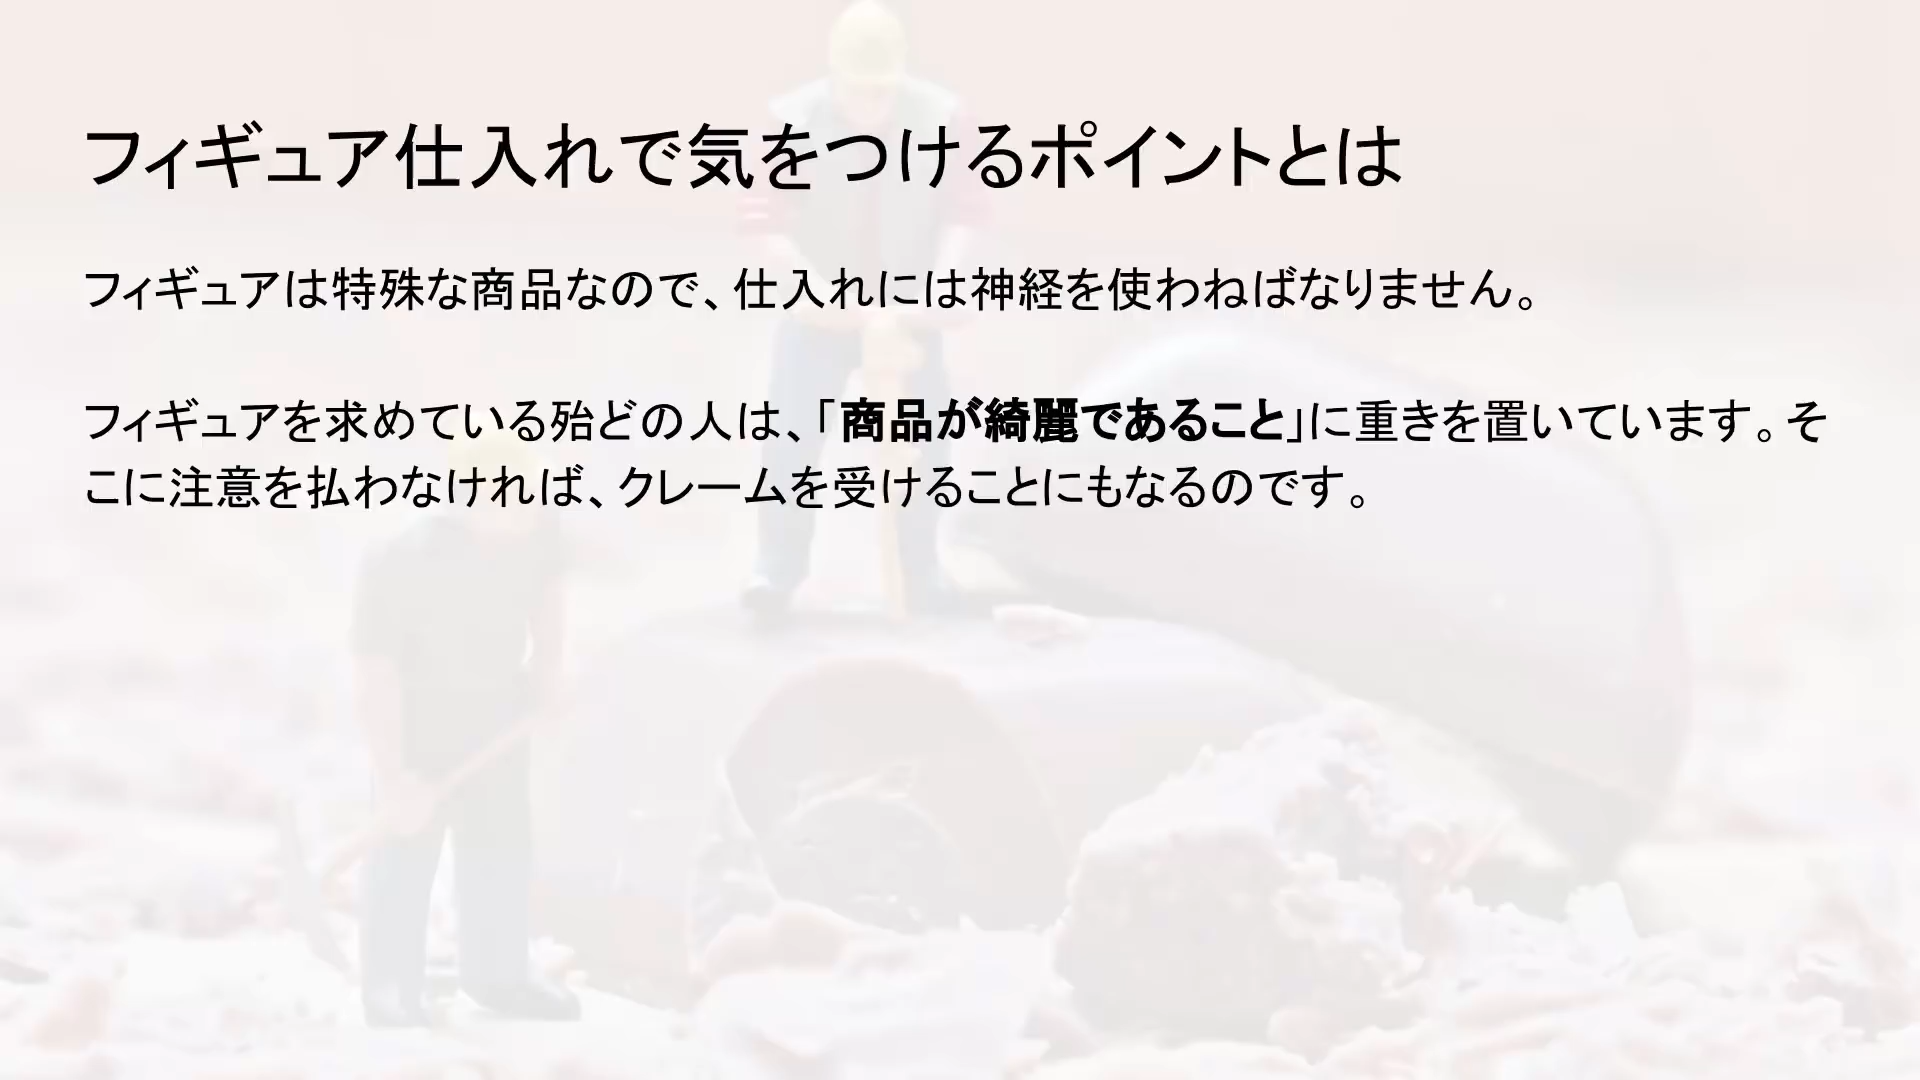 フィギュア仕入れで気をつけるポイントとは
フィギュアは特殊な商品なので、仕入れには神経を使わねばなりません。
フィギュアを求めている殆どの人は、「商品が綺麗であること」に重きを置いています。そ
こに注意を払わなければ、クレームを受けることにもなるのです。